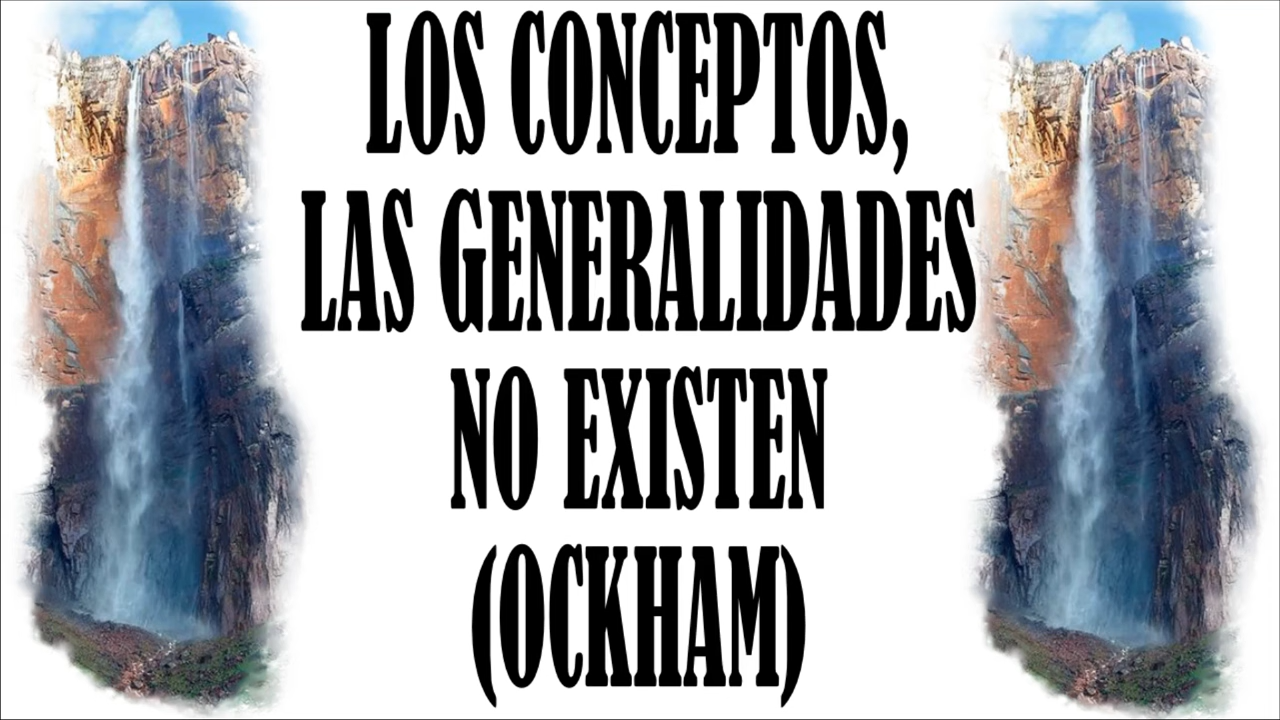 LOS CONCEPTOS,
LAS GENERALIDADES
NO EXISTEN
(OCKHAM)